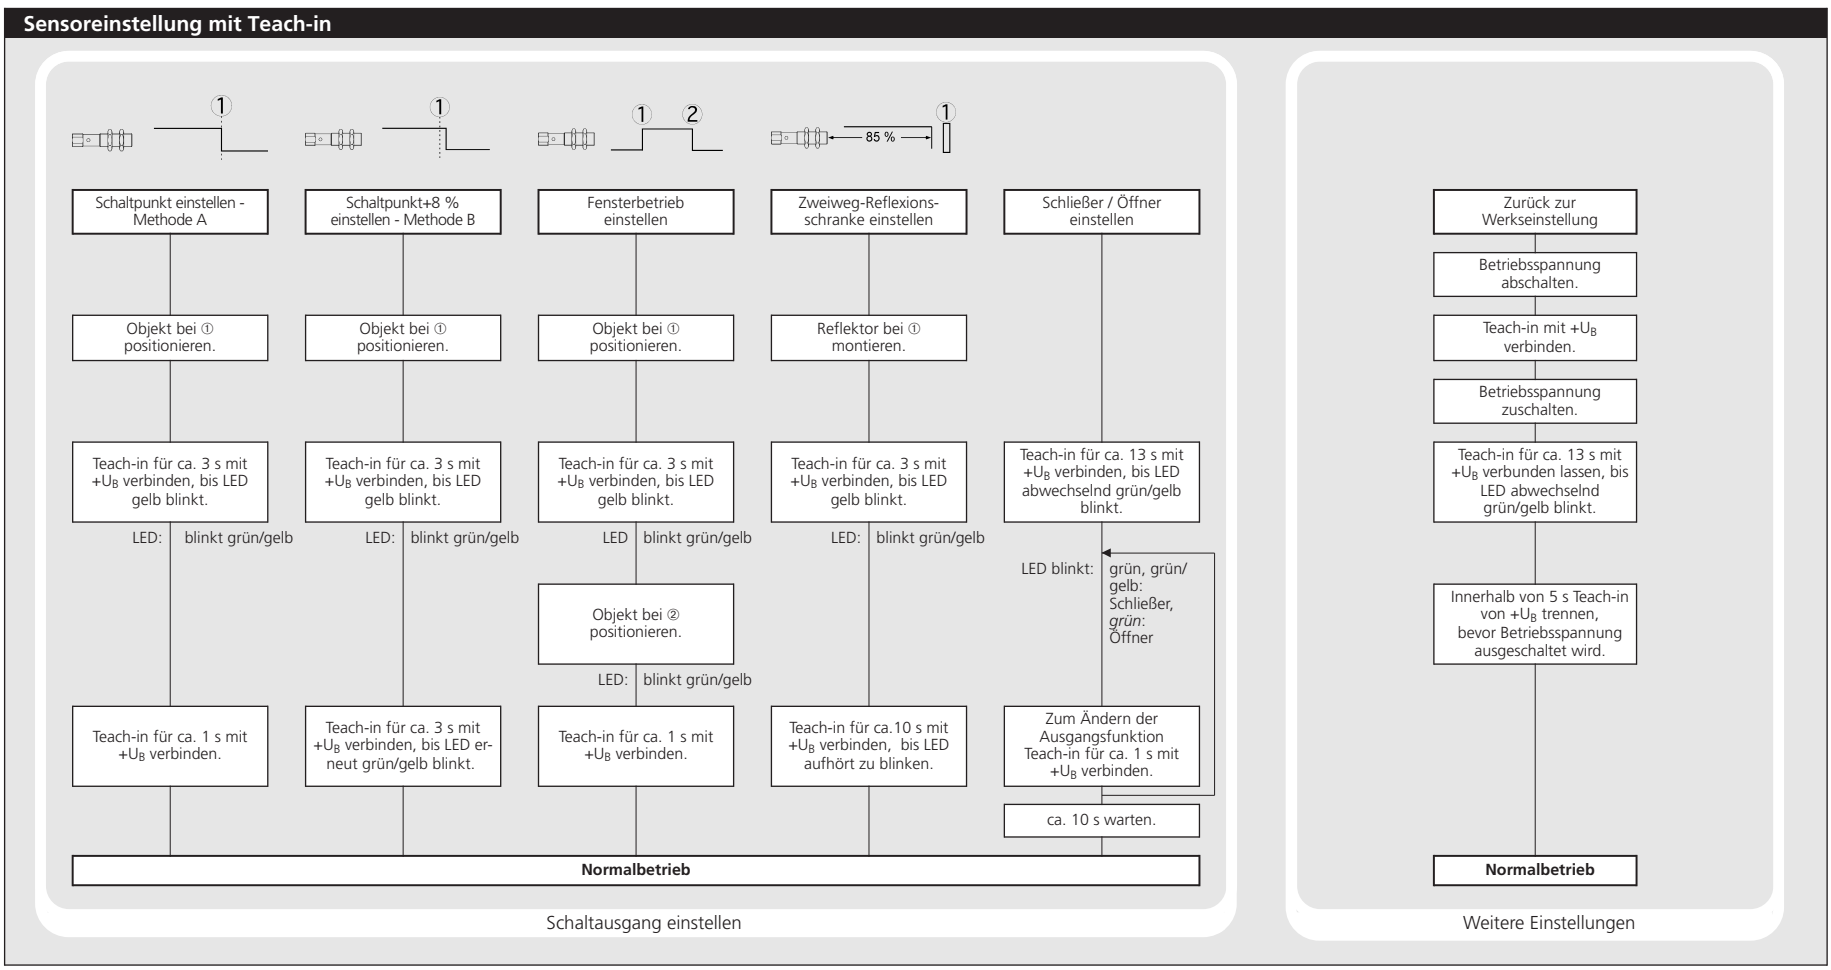 Sensoreinstellung mit Teach-in
①
Schaltpunkt einstellen -
Methode A
Objekt bei ①
positionieren.
Teach-in für ca. 3 s mit
+UB verbinden, bis LED
gelb blinkt.
LED: blinkt grün/gelb
Teach-in für ca. 1 s mit
+UB verbinden.
①
Schaltpunkt+8 %
einstellen - Methode B
Objekt bei ①
positionieren.
Teach-in für ca. 3 s mit
+UB verbinden, bis LED
gelb blinkt.
LED: blinkt grün/gelb
Teach-in für ca. 3 s mit
+UB verbinden, bis LED er-
neut grün/gelb blinkt.
① ②
Fensterbetrieb
einstellen
Objekt bei ①
positionieren.
Teach-in für ca. 3 s mit
+UB verbinden, bis LED
gelb blinkt.
LED blinkt grün/gelb
Objekt bei ②
positionieren.
LED: blinkt grün/gelb
Teach-in für ca. 1 s mit
+UB verbinden.
①
85 %
Zweiweg-Reflexions-
schranke einstellen
Reflektor bei ①
montieren.
Teach-in für ca. 3 s mit
+UB verbinden, bis LED
gelb blinkt.
LED: blinkt grün/gelb
Teach-in für ca.10 s mit
+UB verbinden, bis LED
aufhört zu blinken.
Schließer / Öffner
einstellen
Teach-in für ca. 13 s mit
+UB verbinden, bis LED
abwechselnd grün/gelb
blinkt.
LED blinkt: grün, grün/
gelb:
Schließer,
grün:
Öffner
Zum Ändern der
Ausgangsfunktion
Teach-in für ca. 1 s mit
+UB verbinden.
ca. 10 s warten.
Normalbetrieb
Schaltausgang einstellen
Zurück zur
Werkseinstellung
Betriebsspannung
abschalten.
Teach-in mit +UB
verbinden.
Betriebsspannung
zuschalten.
Teach-in für ca. 13 s mit
+UB verbunden lassen, bis
LED abwechselnd
grün/gelb blinkt.
Innerhalb von 5 s Teach-in
von +UB trennen,
bevor Betriebsspannung
ausgeschaltet wird.
Normalbetrieb
Weitere Einstellungen